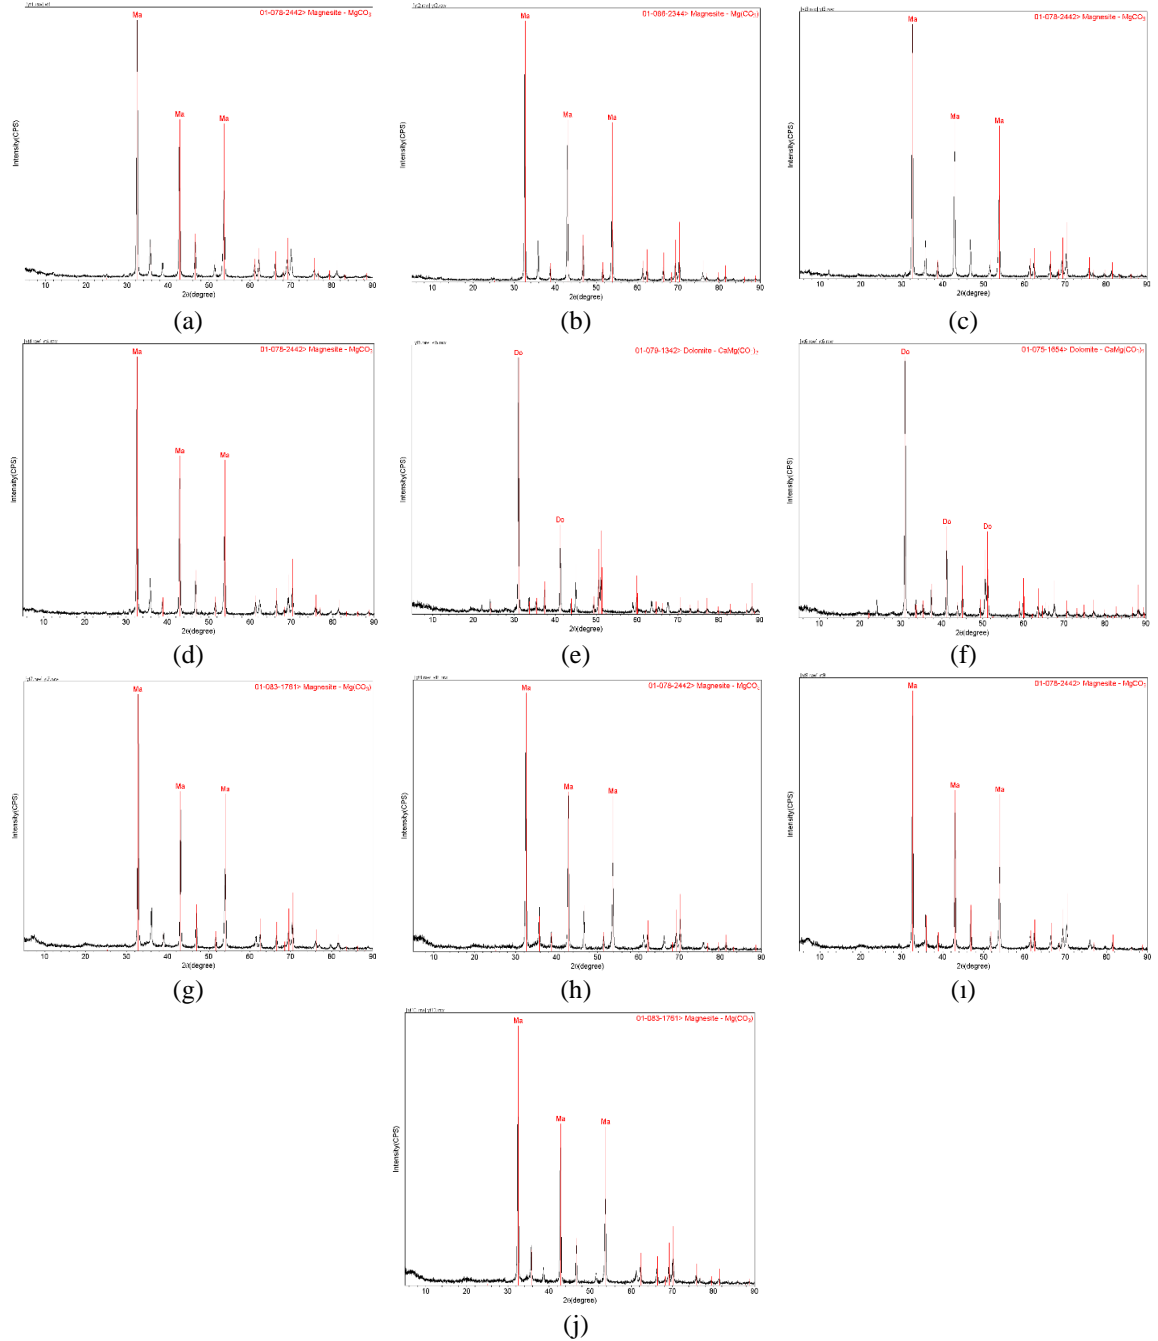 01-078-2442> Magnesite - MgCO3
Ma
Ma
Ma
Intensity(CPS)
10 20 30 40 50 60 70 80 90
2θ(degree)
(a)
01-086-2344> Magnesite - Mg(CO3)
Ma
Ma
Ma
Intensity(CPS)
10 20 30 40 50 60 70 80 90
2θ(degree)
(b)
01-078-2442> Magnesite - MgCO3
Ma
Ma
Ma
Intensity(CPS)
10 20 30 40 50 60 70 80 90
2θ(degree)
(c)
01-078-2442> Magnesite - MgCO3
Ma
Ma
Ma
Intensity(CPS)
10 20 30 40 50 60 70 80 90
2θ(degree)
(d)
01-079-1342> Dolomite - CaMg(CO3)2
Do
Do
Intensity(CPS)
10 20 30 40 50 60 70 80 90
2θ(degree)
(e)
01-075-1654> Dolomite - CaMg(CO3)2
Do
Do
Do
Intensity(CPS)
10 20 30 40 50 60 70 80 90
2θ(degree)
(f)
01-083-1761> Magnesite - Mg(CO3)
Ma
Ma
Ma
Intensity(CPS)
10 20 30 40 50 60 70 80 90
2θ(degree)
(g)
01-078-2442> Magnesite - MgCO3
Ma
Ma
Ma
Intensity(CPS)
10 20 30 40 50 60 70 80 90
2θ(degree)
(h)
01-078-2442> Magnesite - MgCO3
Ma
Ma
Ma
Intensity(CPS)
10 20 30 40 50 60 70 80 90
2θ(degree)
(ı)
01-083-1761> Magnesite - Mg(CO3)
Ma
Ma
Ma
Intensity(CPS)
10 20 30 40 50 60 70 80 90
2θ(degree)
(j)